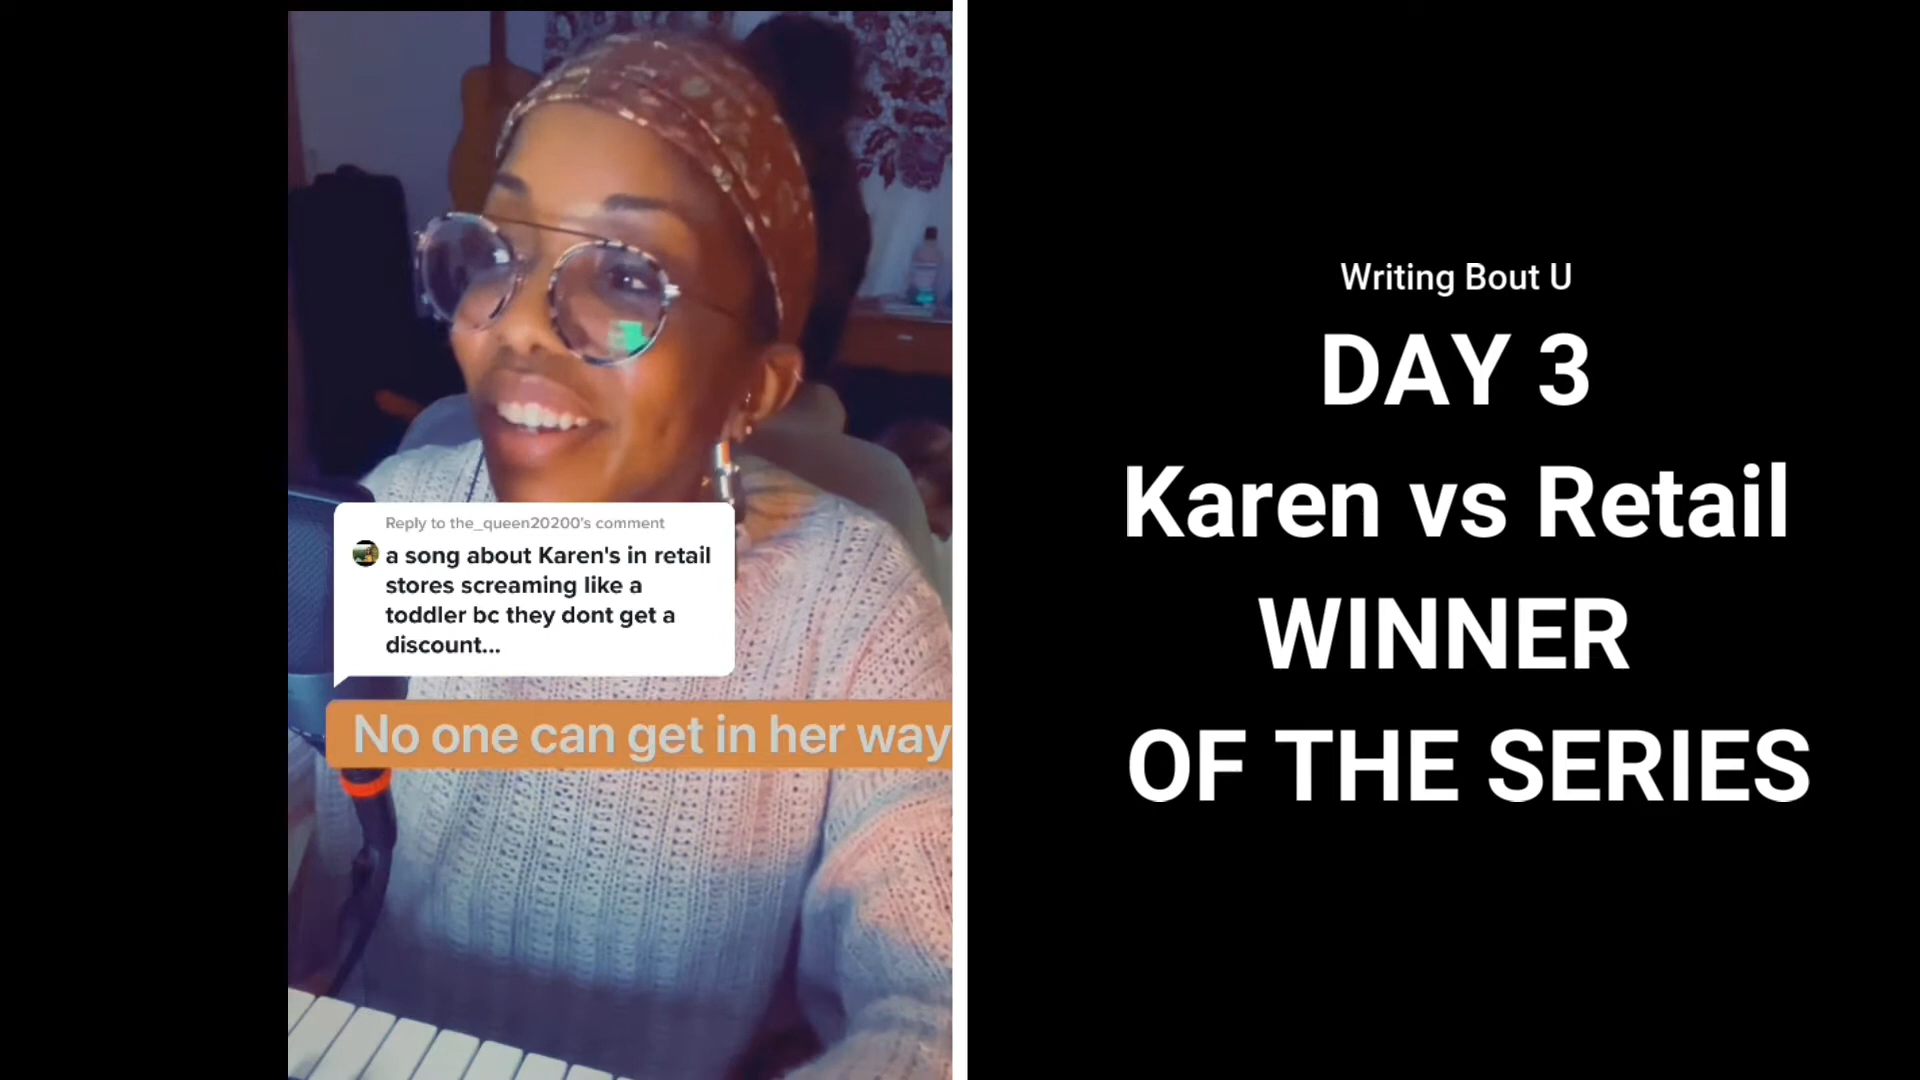 Reply to the_queen20200's comment
a song about Karen's in retail
stores screaming like a
toddler bc they dont get a
discount...
No one can get in her way
Writing Bout U
DAY 3
Karen vs Retail
WINNER
OF THE SERIES